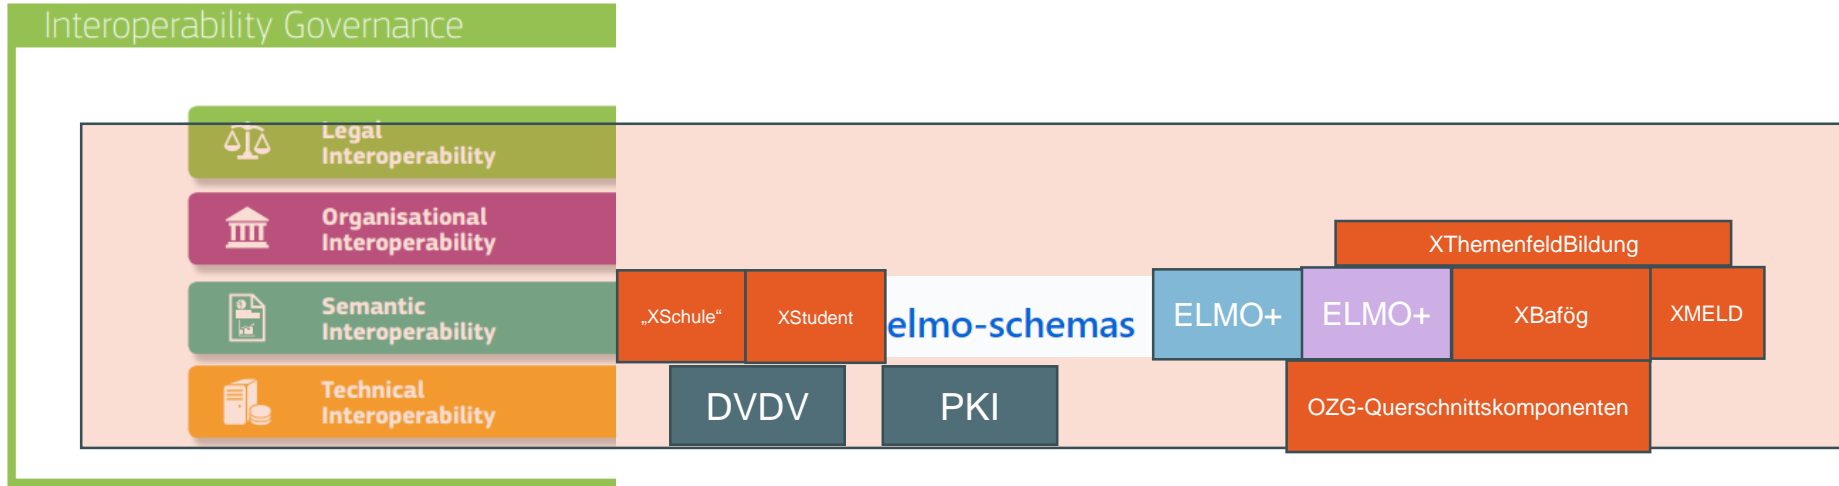 Interoperability Governance
Legal
Interoperability
Organisational
Interoperability
XThemenfeldBildung
Semantic
Interoperability
„XSchule“
XStudent
elmo-schemas
ELMO+
ELMO+
XBafög
XMELD
Technical
Interoperability
DVDV
PKI
OZG-Querschnittskomponenten